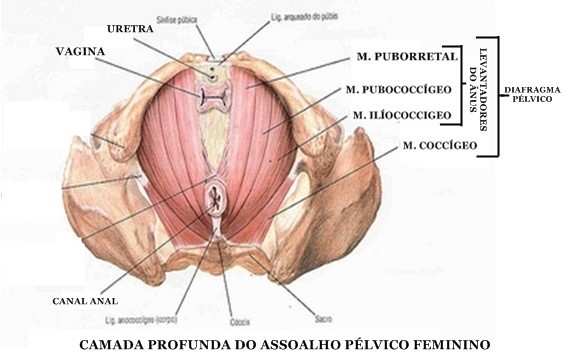 Sínfise púbica
Lig. arqueado do púbis
URETRA
VAGINA
M. PUBORRETAL
M. PUBOCOCCÍGEO
M. ILÍOCOCCIGEO
LEVANTADORES
DO ÂNUS
DIAFRAGMA
PÉLVICO
M. COCCÍGEO
CANAL ANAL
Lig. anococcígeo (corpo)
Cóccix
Sacro
CAMADA PROFUNDA DO ASSOALHO PÉLVICO FEMININO